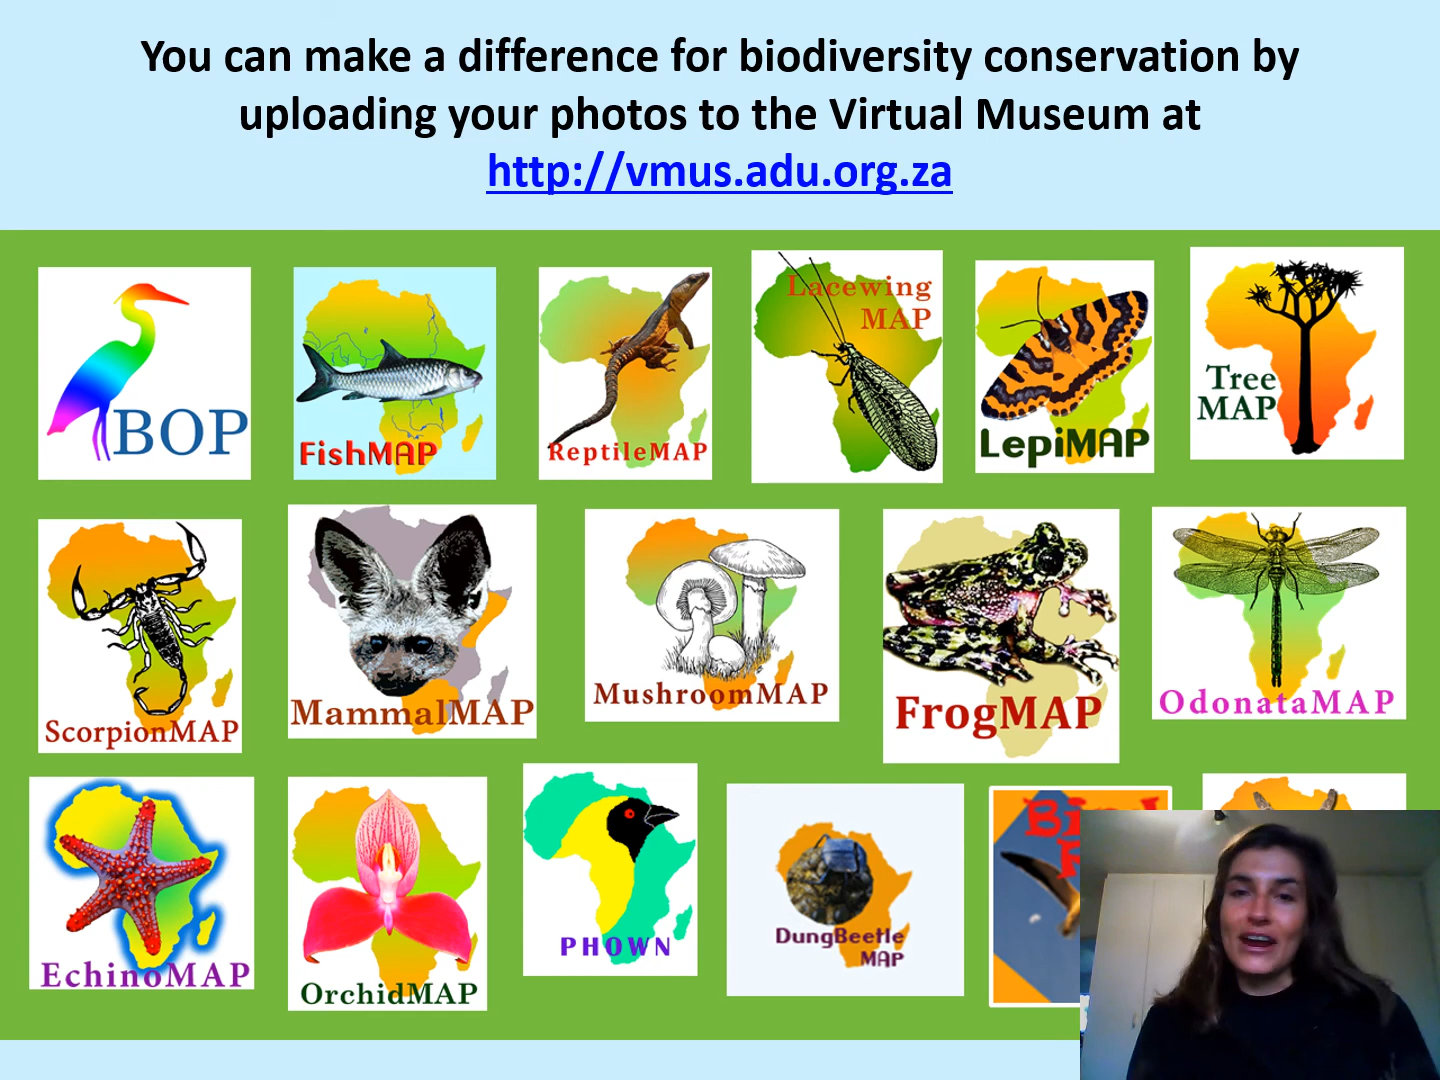 You can make a difference for biodiversity conservation by
uploading your photos to the Virtual Museum at
http://vmus.adu.org.za
BOP
FishMAP
ReptileMAP
Lacewing
MAP
LepiMAP
Tree
MAP
ScorpionMAP
MammalMAP
MushroomMAP
FrogMAP
OdonataMAP
EchinoMAP
OrchidMAP
PHOWN
DungBeetle
MAP